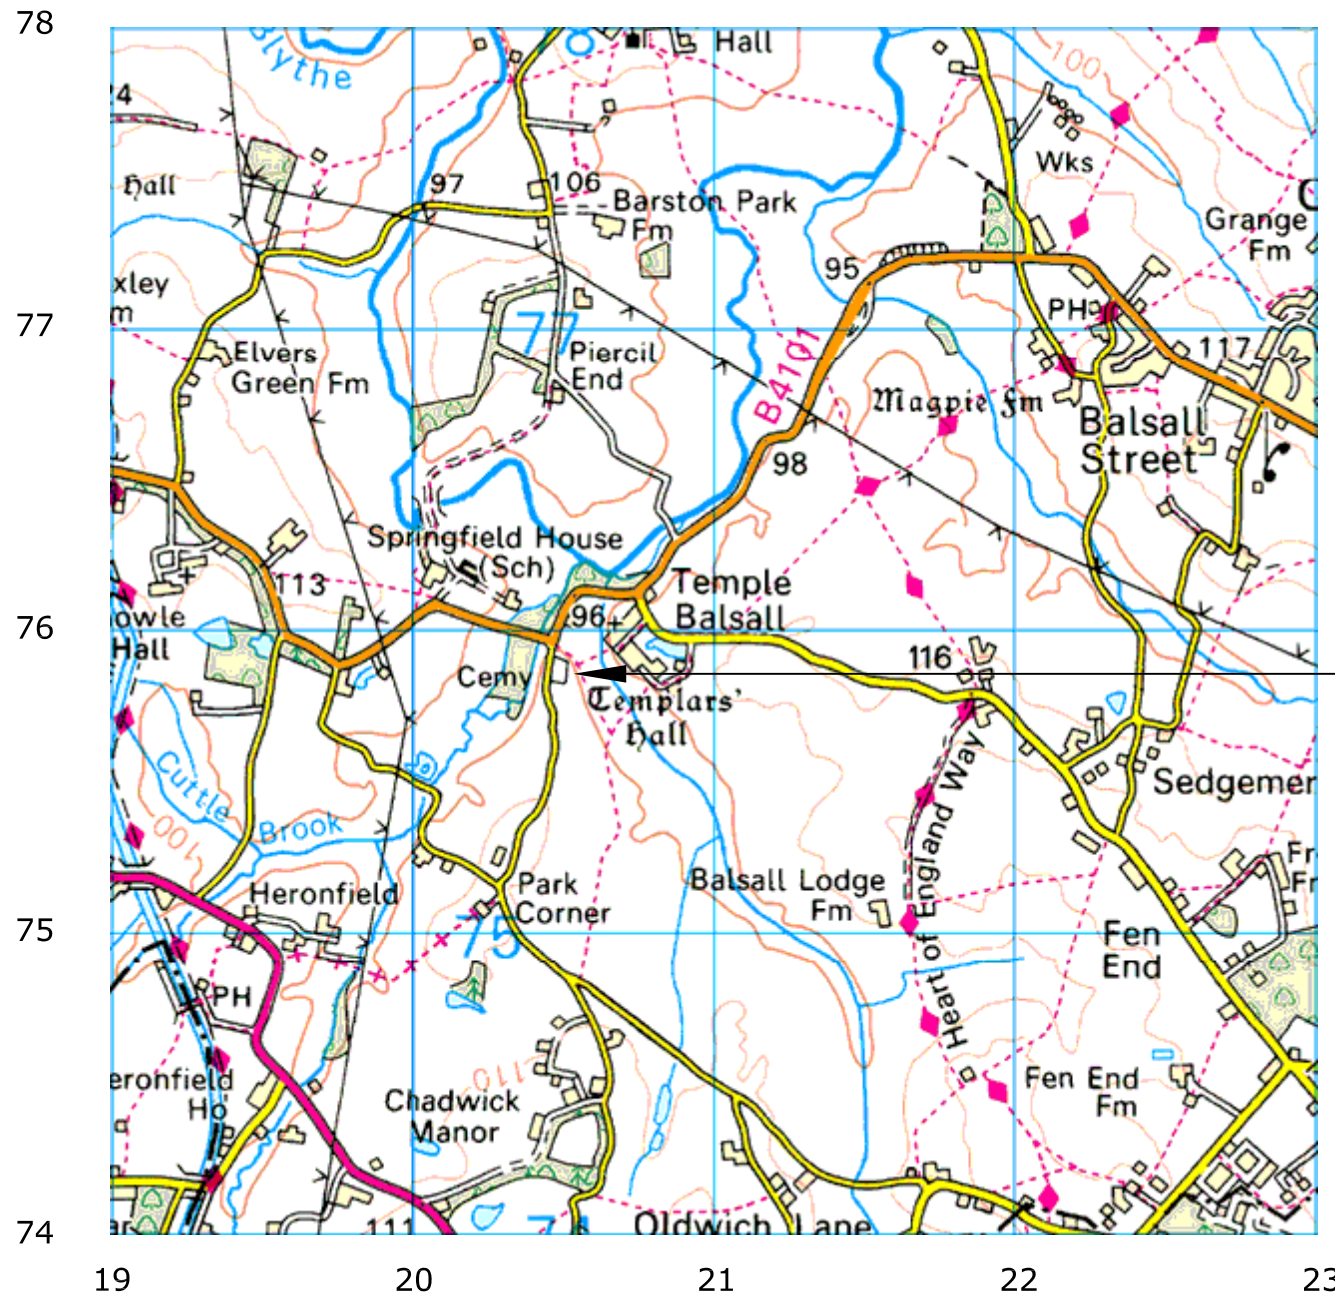 78
Blythe
Hall
100
Wks
Hall
97
106
Barston Park
Fm
Grange
Fm
95
xley
m
PH
77
77
117
Elvers
Green Fm
Piercil
End
B4101
Magpie Fm
Balsall
Street
98
Springfield House
(Sch)
113
Temple
Balsall
96
76
owle
Hall
116
Cemy
Templars'
Hall
Sedgemer
Cuttle
Brook
100
Heart of England Way
Balsall Lodge
Fm
Heronfield
Park
Corner
75
75
Fen
End
PH
eronfield
Ho
110
Chadwick
Manor
Fen End
Fm
74
111
Oldwich Lane
19
20
21
22
23